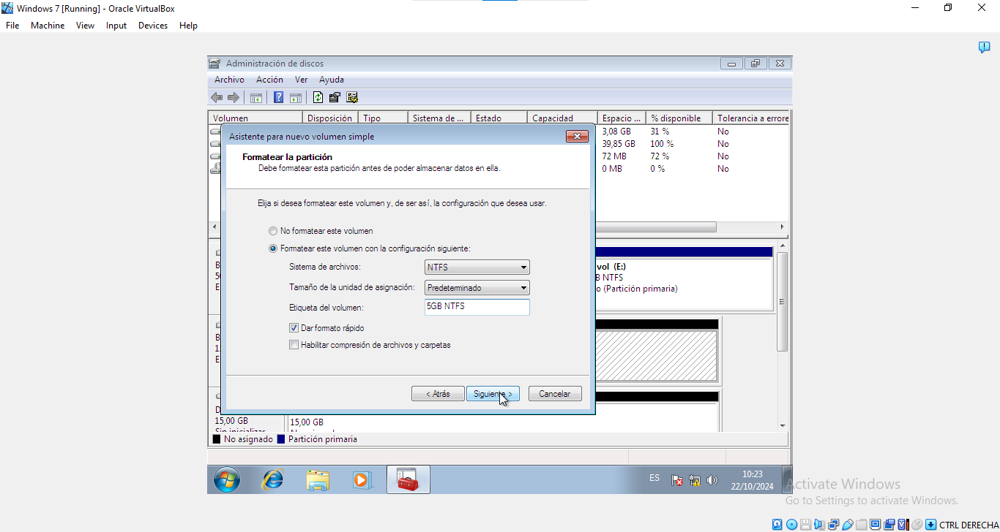 Windows 7 [Running] - Oracle VirtualBox
File Machine View Input Devices Help
Administración de discos
Archivo Acción Ver Ayuda
Volumen Disposición Tipo Sistema de ... Estado Capacidad Espacio ... % disponible Tolerancia a errore
3,08 GB 31 % No
39,85 GB 100 % No
72 MB 72 % No
0 MB 0 % No
Asistente para nuevo volumen simple
Formatear la partición
Debe formatear esta partición antes de poder almacenar datos en ella.
Elija si desea formatear este volumen y, de ser así, la configuración que desea usar.
No formatear este volumen
Formatear este volumen con la configuración siguiente:
Sistema de archivos: NTFS
Tamaño de la unidad de asignación: Predeterminado
Etiqueta del volumen: 5GB NTFS
Dar formato rápido
Habilitar compresión de archivos y carpetas
< Atrás Siguiente > Cancelar
vol (E:)
B NTFS
o (Partición primaria)
B
5
E
B
1
E
D
15,00 GB 15,00 GB
No asignado Partición primaria
ES 10:23
22/10/2024
Activate Windows
Go to Settings to activate Windows.
CTRL DERECHA